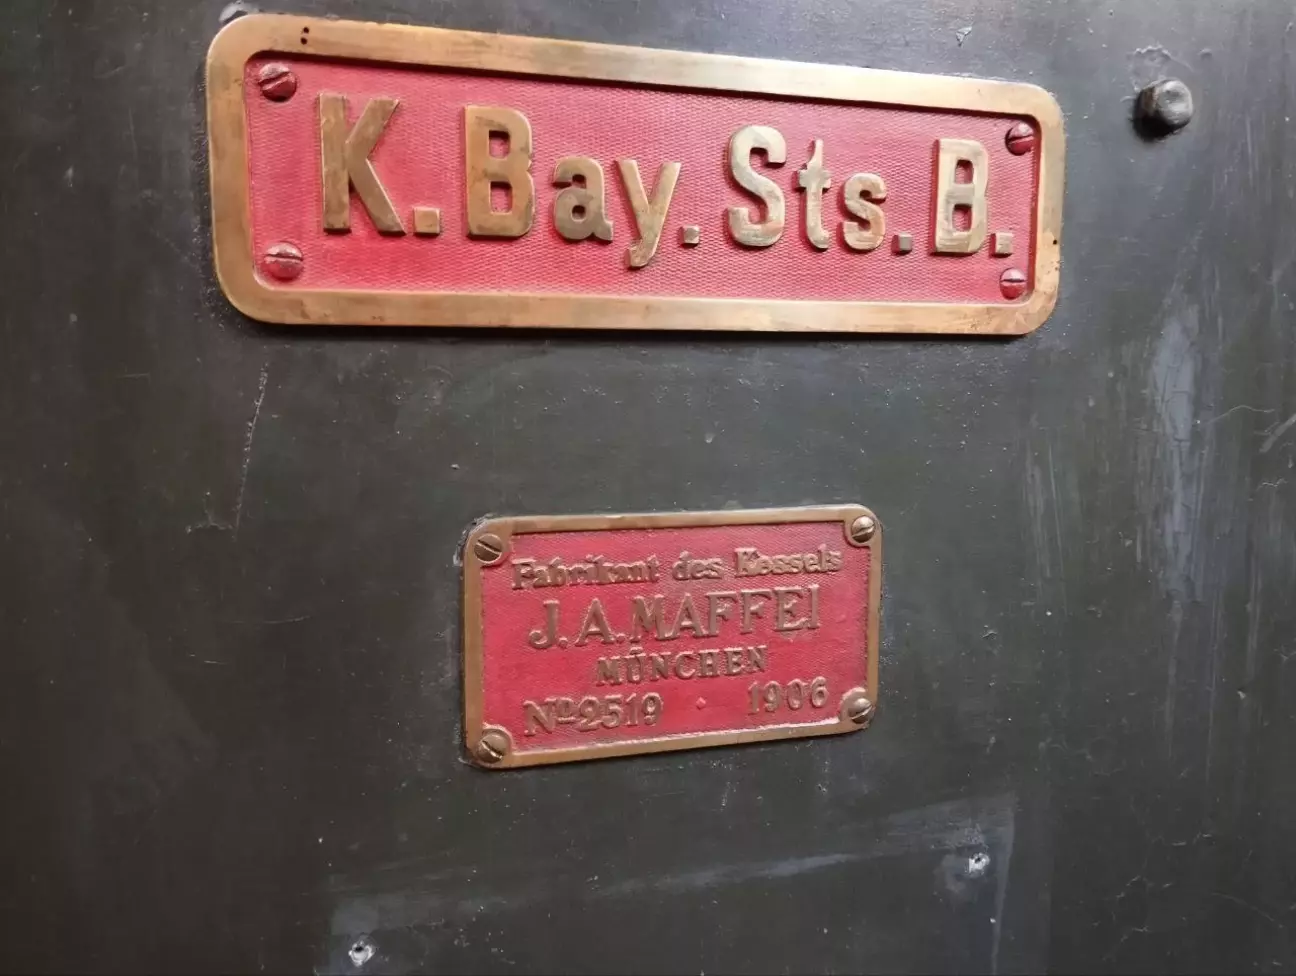 K. Bay. Sts. B.
Fabrikant des Kessels
J. A. MAFFEI
MÜNCHEN
No 2519 · 1906